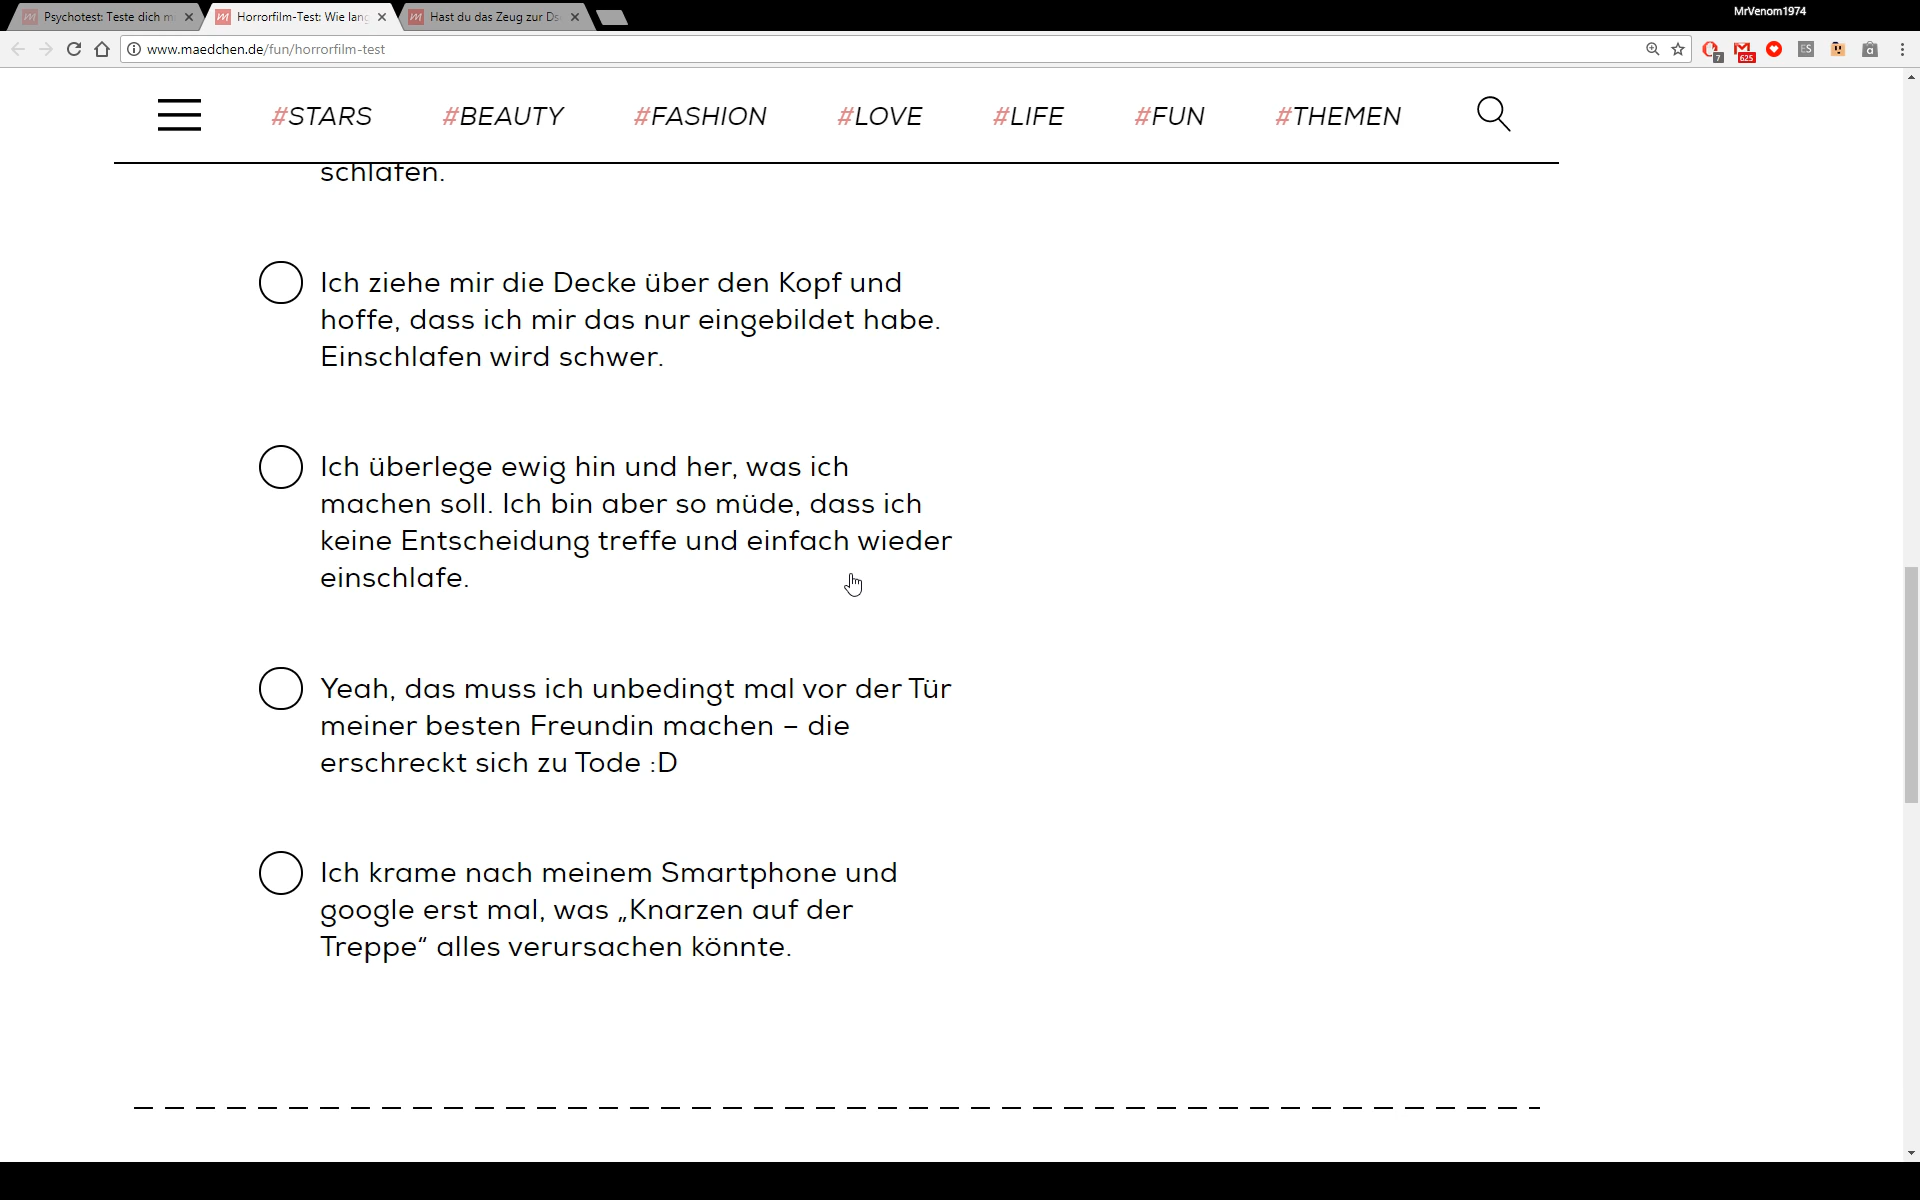 MrVenom1974
Psychotest: Teste dich m
Horrorfilm-Test: Wie lang
Hast du das Zeug zur Ds
www.maedchen.de/fun/horrorfilm-test
7
625
ES
#STARS #BEAUTY #FASHION #LOVE #LIFE #FUN #THEMEN
schlafen.
Ich ziehe mir die Decke über den Kopf und
hoffe, dass ich mir das nur eingebildet habe.
Einschlafen wird schwer.
Ich überlege ewig hin und her, was ich
machen soll. Ich bin aber so müde, dass ich
keine Entscheidung treffe und einfach wieder
einschlafe.
Yeah, das muss ich unbedingt mal vor der Tür
meiner besten Freundin machen – die
erschreckt sich zu Tode :D
Ich krame nach meinem Smartphone und
google erst mal, was „Knarzen auf der
Treppe“ alles verursachen könnte.